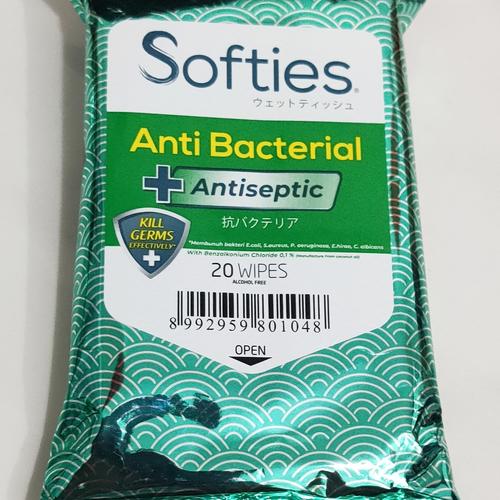 Softies®
ウェットティッシュ
Anti Bacterial
+ Antiseptic
抗バクテリア
KILL
GERMS
EFFECTIVELY*
*Membunuh bakteri E.coli, S.aureus, P. aeruginosa, E.hirae, C. albicans
With Benzalkonium Chloride 0,1 % (Manufacture from coconut oil)
20 WIPES
ALCOHOL FREE
8 992959 801048
OPEN